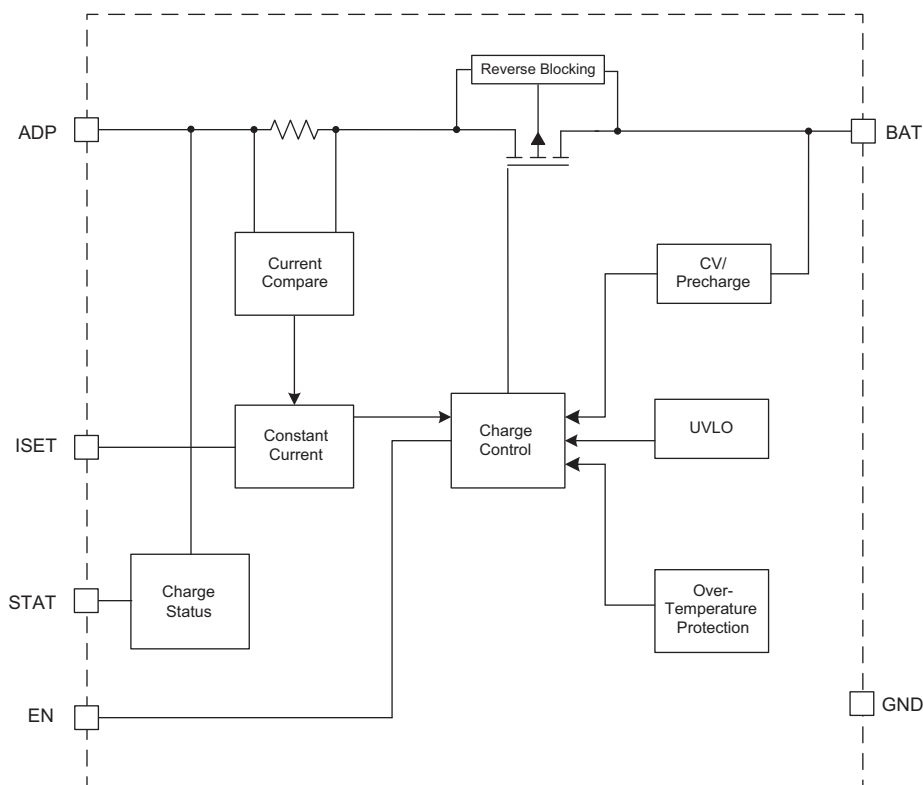 Reverse Blocking
ADP
BAT
Current
Compare
CV/
Precharge
ISET
Constant
Current
Charge
Control
UVLO
STAT
Charge
Status
Over-
Temperature
Protection
EN
GND